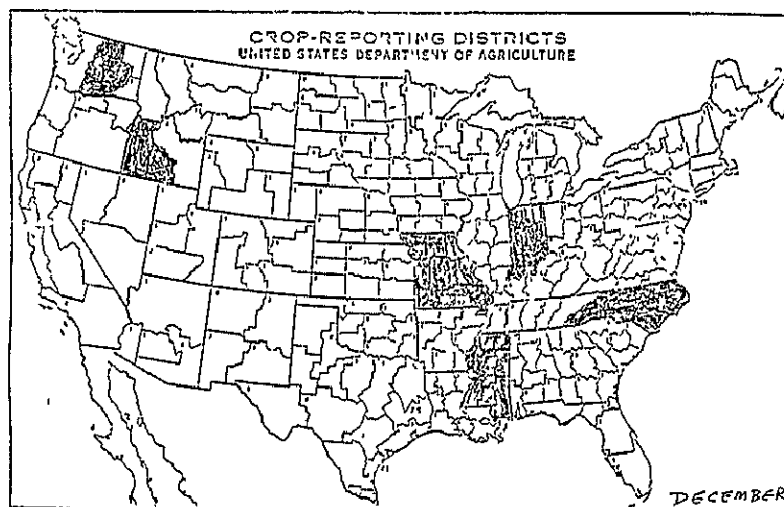 CROP-REPORTING DISTRICTS
UNITED STATES DEPARTMENT OF AGRICULTURE
DECEMBER